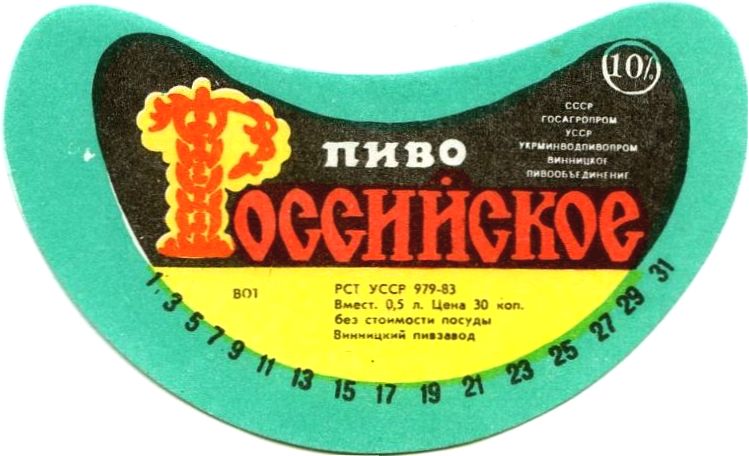 10%
СССР
ГОСАГРОПРОМ
УССР
УКРМИНВОДПИВОПРОМ
ВИННИЦКОЕ
ПИВООБЪЕДИНЕНИЕ
ПИВО
РОССИЙСКОЕ
ВО1
РСТ УССР 979-83
Вмест. 0,5 л. Цена 30 коп.
без стоимости посуды
Винницкий пивзавод
1 3 5 7 9 11 13 15 17 19 21 23 25 27 29 31